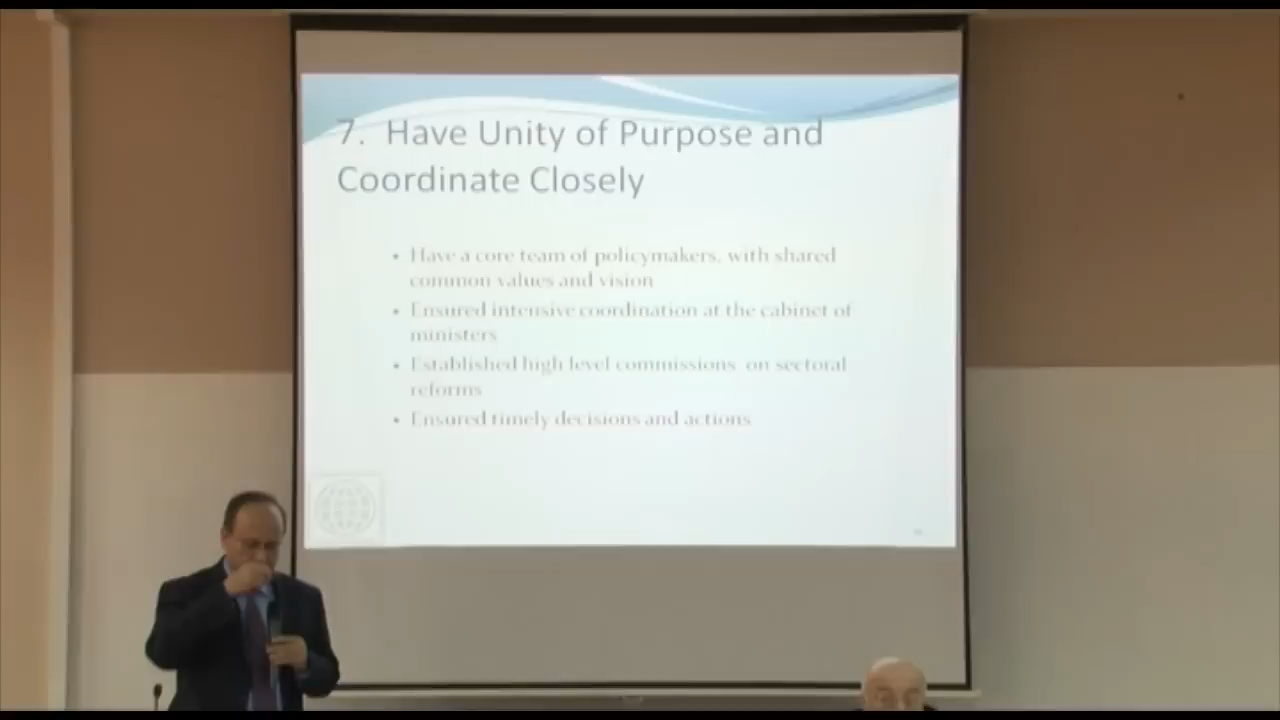 7. Have Unity of Purpose and
Coordinate Closely
• Have a core team of policymakers, with shared
common values and vision
• Ensured intensive coordination at the cabinet of
ministers
• Established high level commissions on sectoral
reforms
• Ensured timely decisions and actions